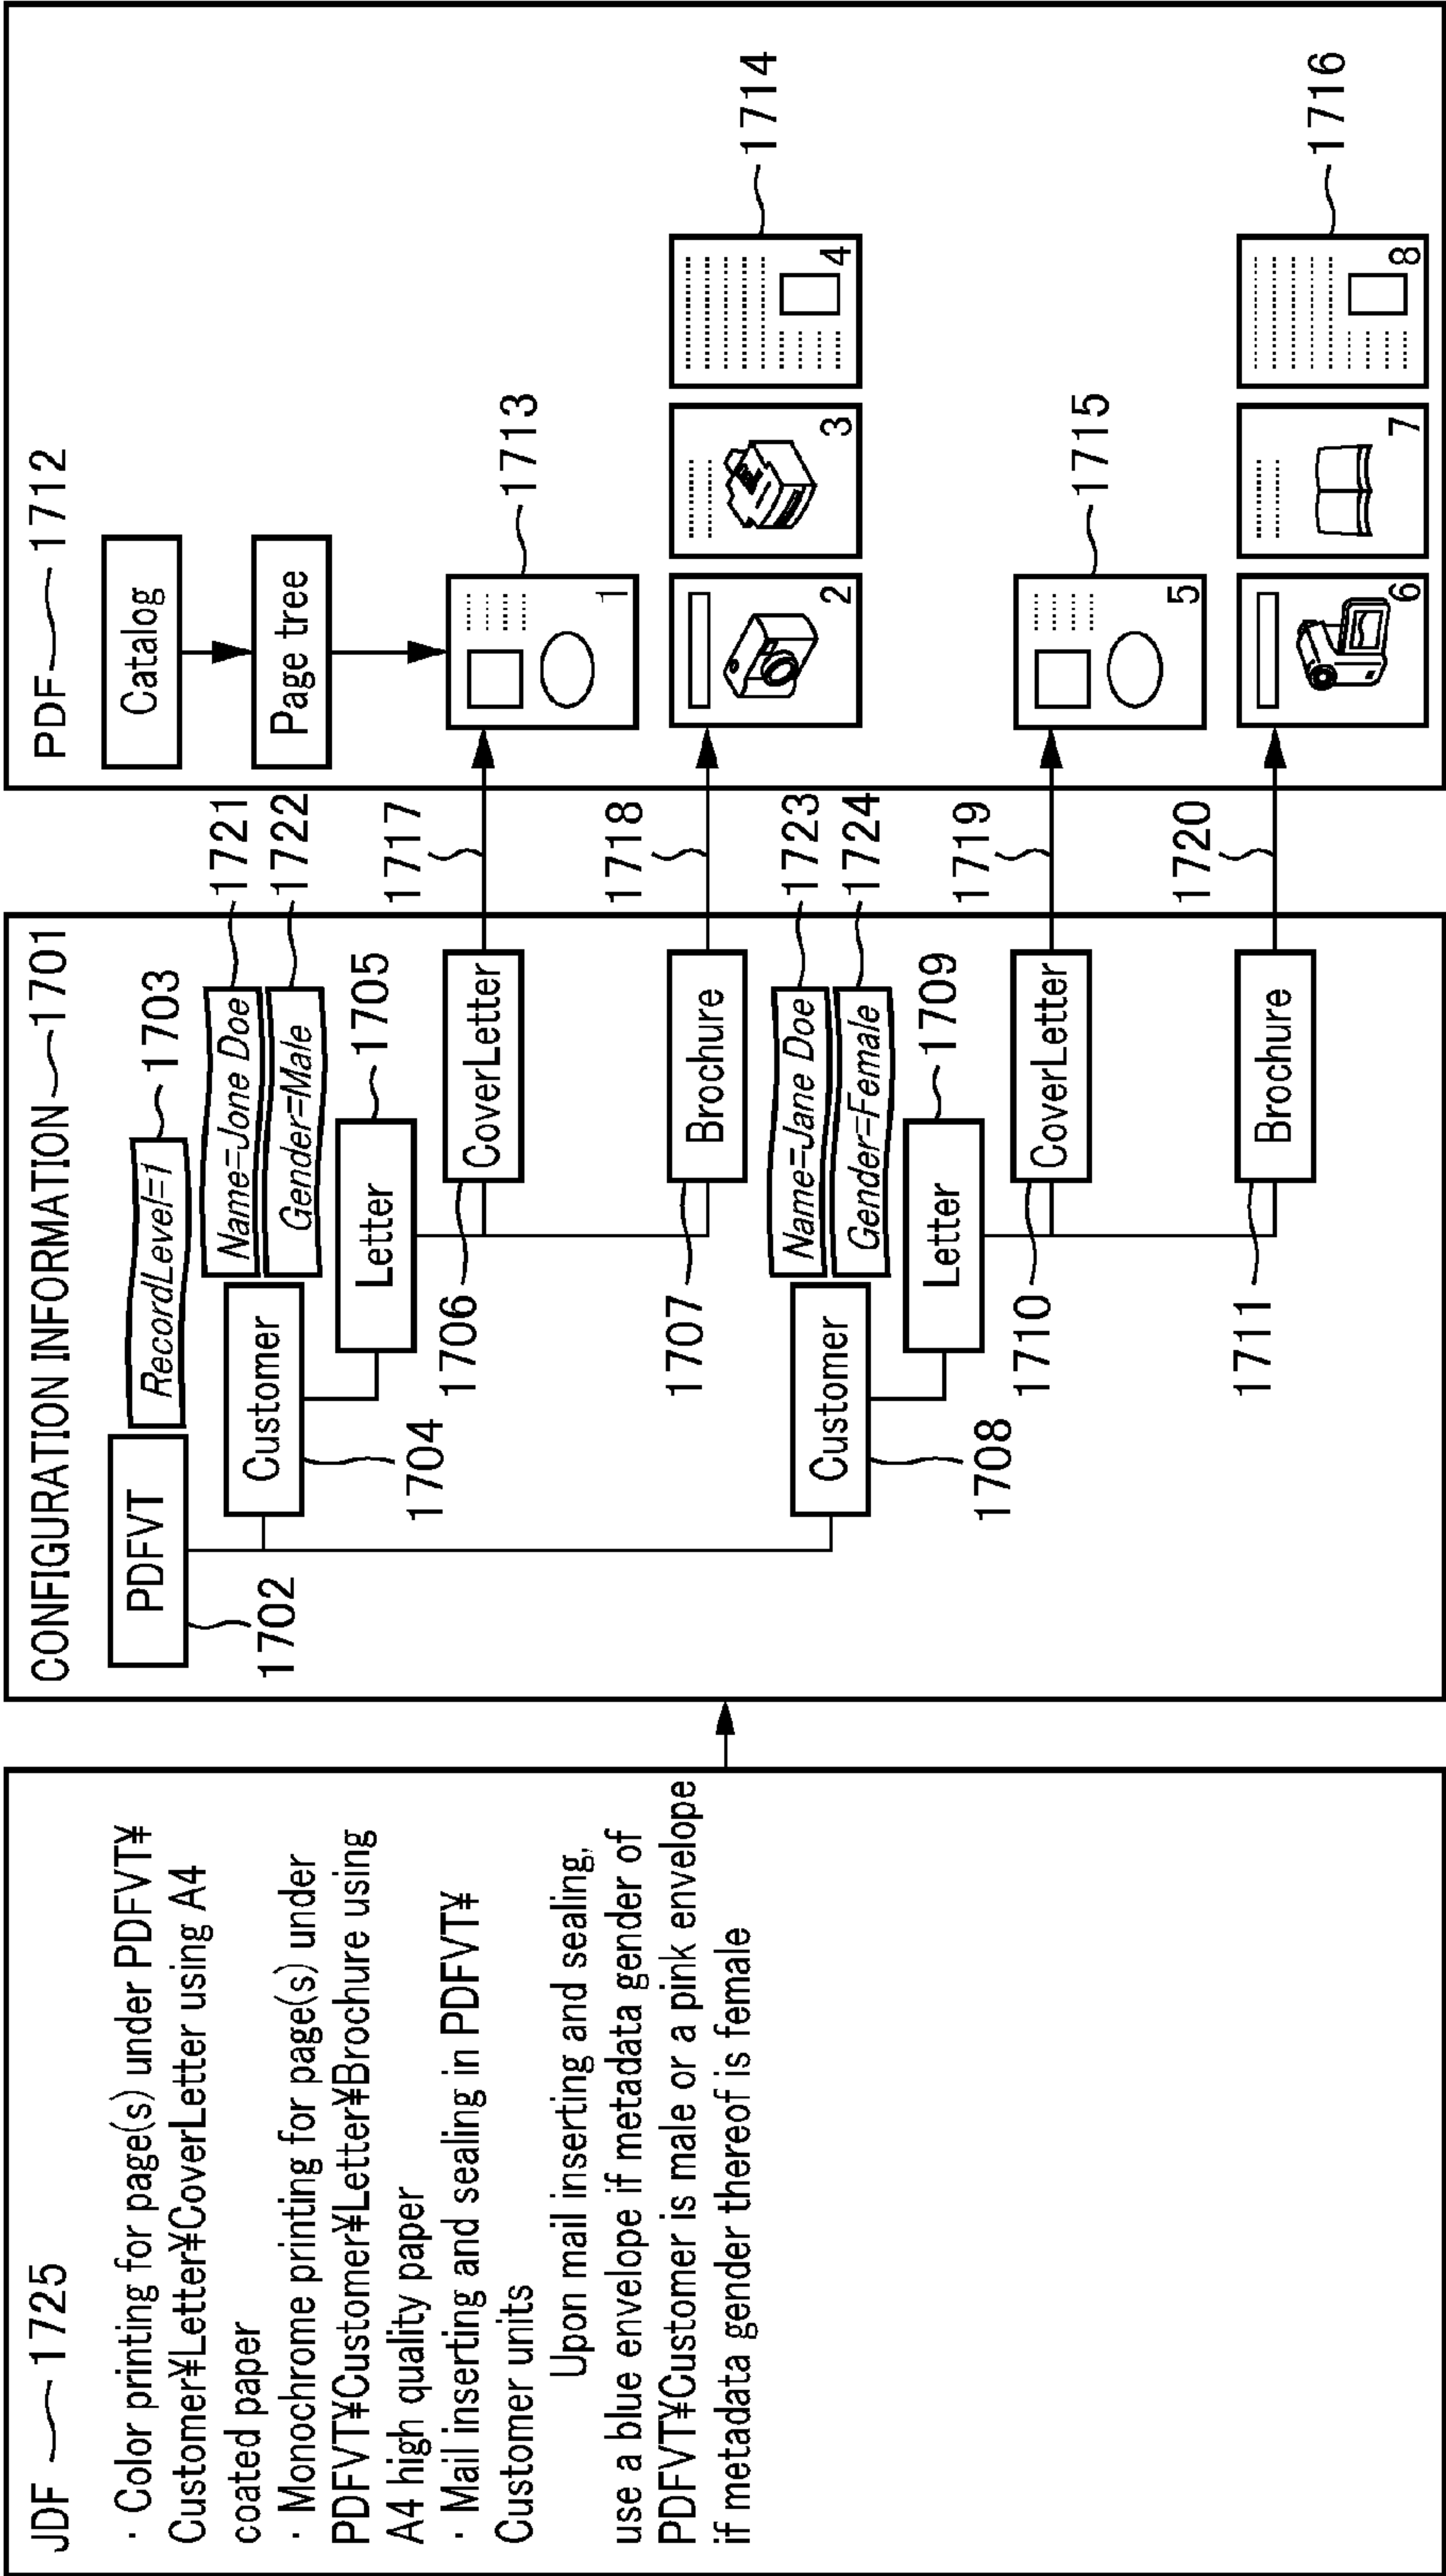 JDF 1725
· Color printing for page(s) under PDFVT¥
Customer¥Letter¥CoverLetter using A4
coated paper
· Monochrome printing for page(s) under
PDFVT¥Customer¥Letter¥Brochure using
A4 high quality paper
· Mail inserting and sealing in PDFVT¥
Customer units
Upon mail inserting and sealing,
use a blue envelope if metadata gender of
PDFVT¥Customer is male or a pink envelope
if metadata gender thereof is female
CONFIGURATION INFORMATION 1701
PDFVT
RecordLevel=1
1703
1702
Customer
Name=Jone Doe
1721
Gender=Male
1722
1704
Letter
1705
1706
CoverLetter
1717
1707
Brochure
1718
Customer
Name=Jane Doe
1723
Gender=Female
1724
1708
Letter
1709
1710
CoverLetter
1719
1711
Brochure
1720
PDF 1712
Catalog
Page tree
1
1713
2
3
4
1714
5
1715
6
7
8
1716